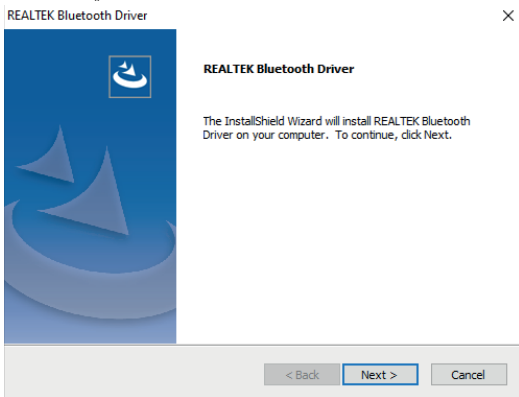 REALTEK Bluetooth Driver
REALTEK Bluetooth Driver
The InstallShield Wizard will install REALTEK Bluetooth
Driver on your computer. To continue, click Next.
< Back Next > Cancel